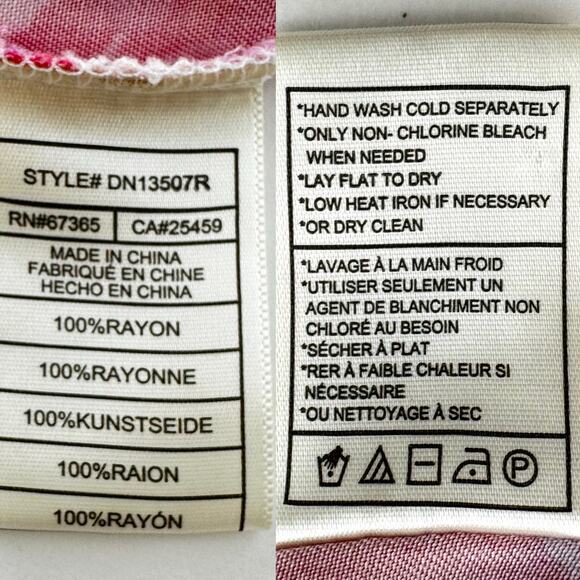 STYLE# DN13507R
RN#67365 CA#25459
MADE IN CHINA
FABRIQUÉ EN CHINE
HECHO EN CHINA
100%RAYON
100%RAYONNE
100%KUNSTSEIDE
100%RAION
100%RAYÓN
*HAND WASH COLD SEPARATELY
*ONLY NON- CHLORINE BLEACH
WHEN NEEDED
*LAY FLAT TO DRY
*LOW HEAT IRON IF NECESSARY
*OR DRY CLEAN
*LAVAGE À LA MAIN FROID
*UTILISER SEULEMENT UN
AGENT DE BLANCHIMENT NON
CHLORÉ AU BESOIN
*SÉCHER À PLAT
*RER À FAIBLE CHALEUR SI
NÉCESSAIRE
*OU NETTOYAGE À SEC
P